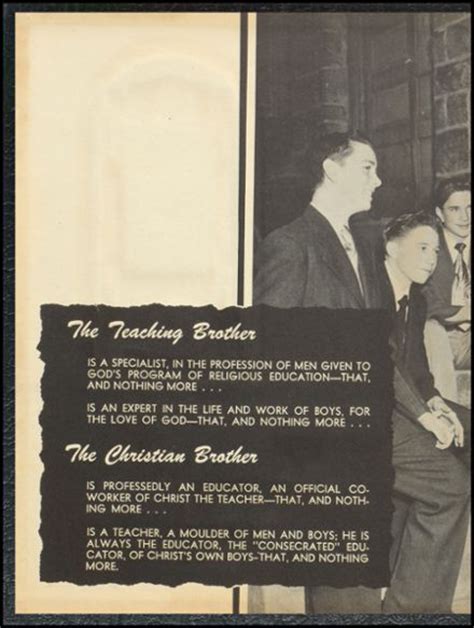 The Teaching Brother
IS A SPECIALIST, IN THE PROFESSION OF MEN GIVEN TO
GOD'S PROGRAM OF RELIGIOUS EDUCATION—THAT,
AND NOTHING MORE . . .
IS AN EXPERT IN THE LIFE AND WORK OF BOYS, FOR
THE LOVE OF GOD—THAT, AND NOTHING MORE . . .
The Christian Brother
IS PROFESSEDLY AN EDUCATOR, AN OFFICIAL CO-
WORKER OF CHRIST THE TEACHER—THAT, AND NOTH-
ING MORE . . .
IS A TEACHER, A MOULDER OF MEN AND BOYS; HE IS
ALWAYS THE EDUCATOR, THE "CONSECRATED" EDU-
CATOR, OF CHRIST'S OWN BOYS-THAT, AND NOTHING
MORE.